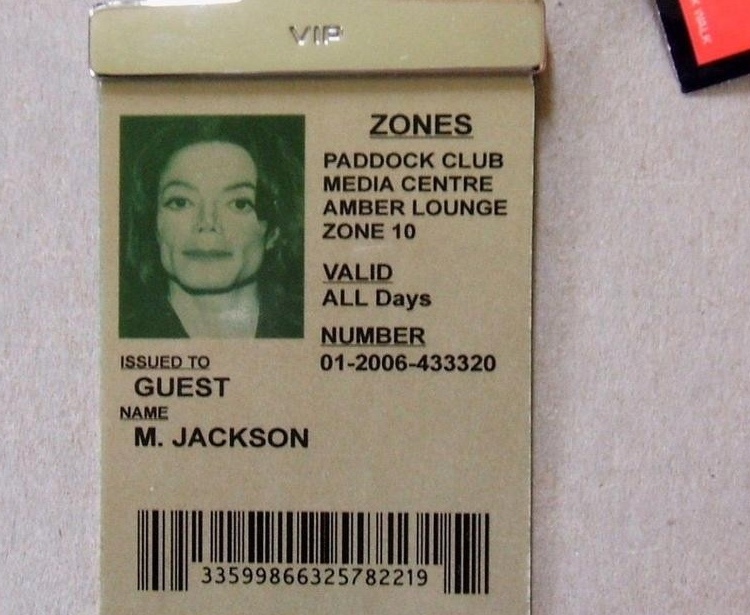 VIP
ZONES
PADDOCK CLUB
MEDIA CENTRE
AMBER LOUNGE
ZONE 10
VALID
ALL Days
NUMBER
01-2006-433320
ISSUED TO
GUEST
NAME
M. JACKSON
33599866325782219
WALK